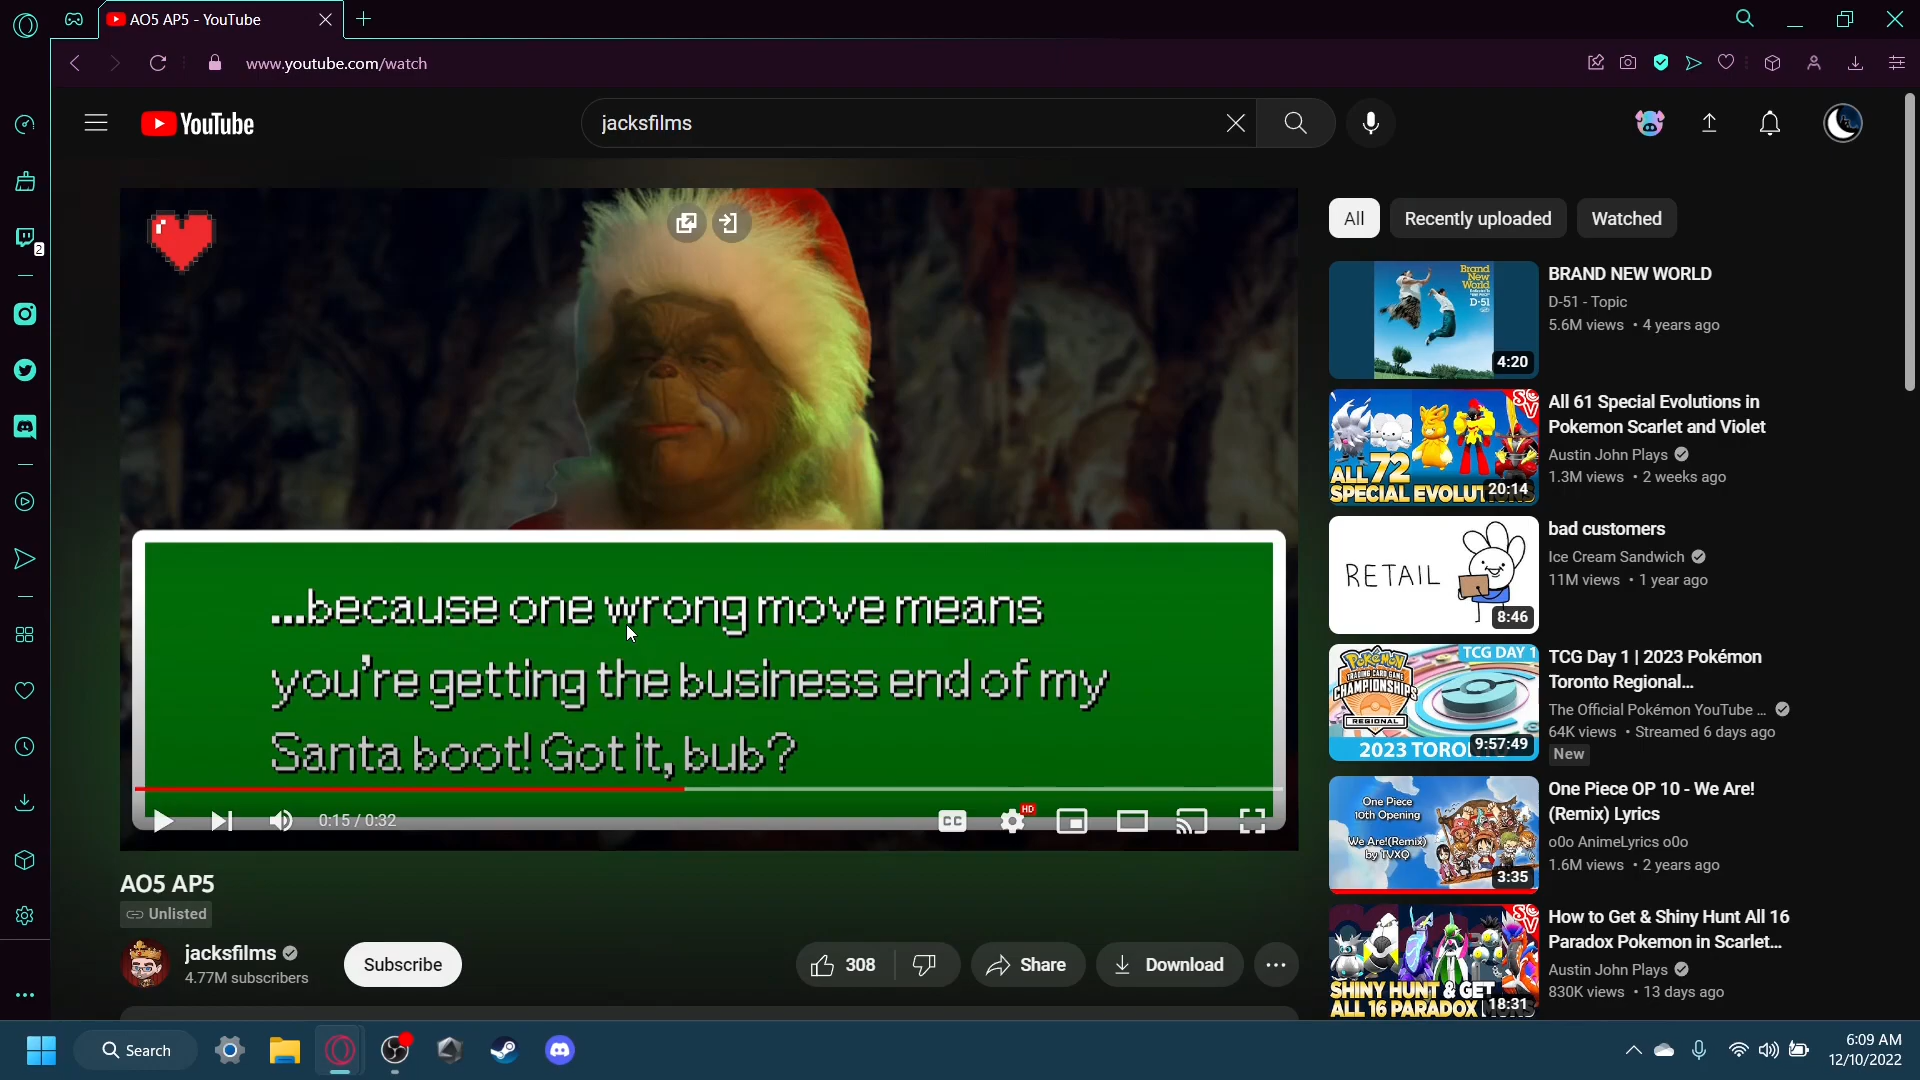 AO5 AP5 - YouTube
www.youtube.com/watch
2
YouTube
jacksfilms
...because one wrong move means
you're getting the business end of my
Santa boot! Got it, bub?
0:15 / 0:32
CC
HD
AO5 AP5
Unlisted
jacksfilms
4.77M subscribers
Subscribe
308
Share
Download
All
Recently uploaded
Watched
Brand
New
World
D-51
4:20
BRAND NEW WORLD
D-51 - Topic
5.6M views • 4 years ago
SV
ALL 72
SPECIAL EVOLUT
20:14
All 61 Special Evolutions in
Pokemon Scarlet and Violet
Austin John Plays
1.3M views • 2 weeks ago
RETAIL
8:46
bad customers
Ice Cream Sandwich
11M views • 1 year ago
TCG DAY 1
Pokémon
TRADING CARD GAME
CHAMPIONSHIPS
REGIONAL
2023 TORO
9:57:49
TCG Day 1 | 2023 Pokémon
Toronto Regional...
The Official Pokémon YouTube ...
64K views • Streamed 6 days ago
New
One Piece
10th Opening
We Are!(Remix)
by TVXQ
3:35
One Piece OP 10 - We Are!
(Remix) Lyrics
o0o AnimeLyrics o0o
1.6M views • 2 years ago
SV
SHINY HUNT & GET
ALL 16 PARADOX
18:31
How to Get & Shiny Hunt All 16
Paradox Pokemon in Scarlet...
Austin John Plays
830K views • 13 days ago
Search
6:09 AM
12/10/2022